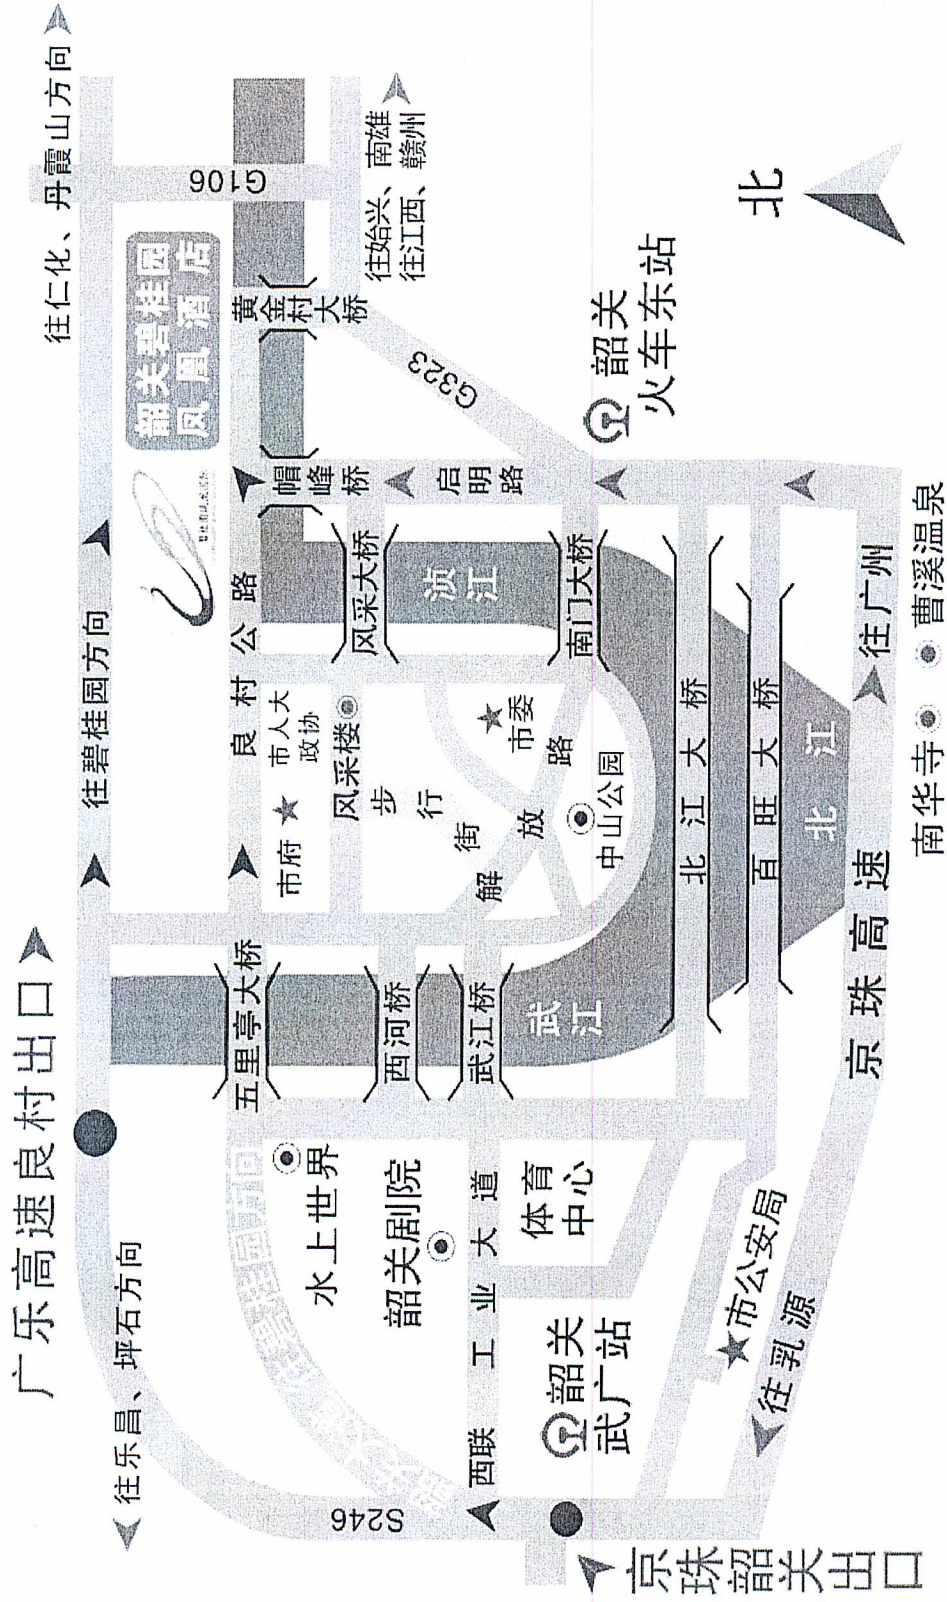 广乐高速良村出口
往乐昌、坪石方向
往碧桂园方向
往仁化、丹霞山方向
韶关碧桂园
凤凰酒店
G106
良村公路
五里亭大桥
黄金村
大桥
往始兴、南雄
往江西、赣州
市府
市人大
政协
帽峰桥
风采楼
风采大桥
G323
启明路
水上世界
韶关剧院
西河桥
武江桥
步行街
市委
解放路
浈江
南门大桥
中山公园
S246
西联
工业大道
体育
中心
武江
韶关
武广站
韶关
火车东站
北江大桥
百旺大桥
北江
北
市公安局
往乳源
京珠高速
往广州
京珠韶关出口
南华寺
曹溪温泉